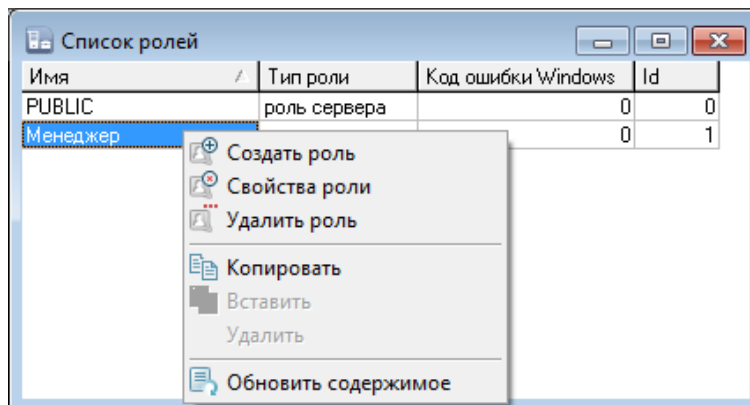 Список ролей
Имя Тип роли Код ошибки Windows Id
PUBLIC роль сервера 0 0
Менеджер 0 1
Создать роль
Свойства роли
Удалить роль
Копировать
Вставить
Удалить
Обновить содержимое